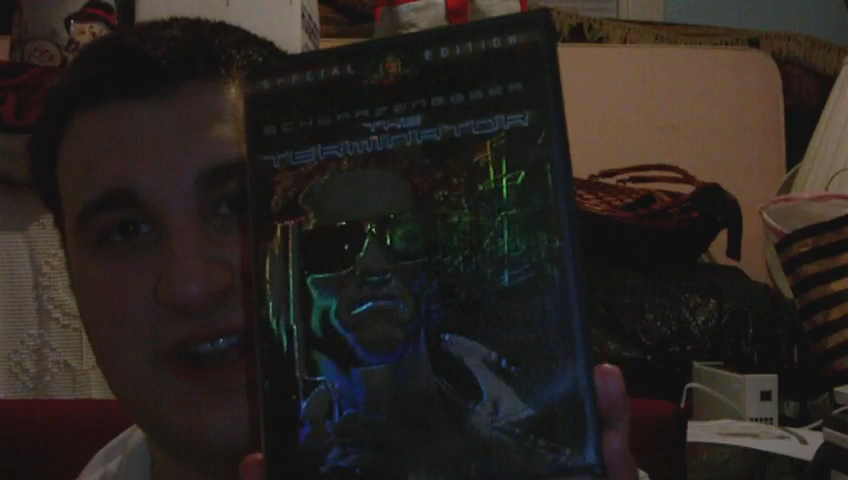 SPECIAL EDITION
SCHWARZENEGGER
THE
TERMINATOR